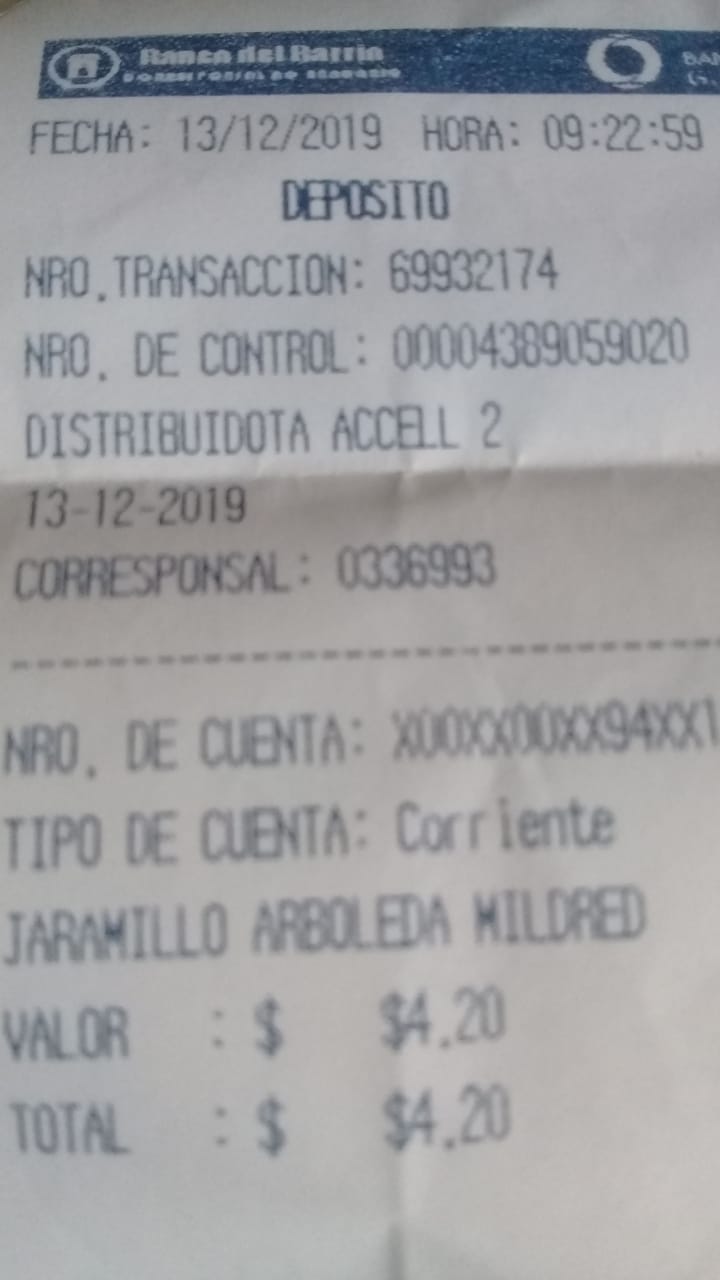 Banco del Barrio
FECHA: 13/12/2019 HORA: 09:22:59
DEPOSITO
NRO.TRANSACCION: 69932174
NRO. DE CONTROL: 00004389059020
DISTRIBUIDOTA ACCELL 2
13-12-2019
CORRESPONSAL: 0336993
NRO. DE CUENTA: X00XX00XX94XX1
TIPO DE CUENTA: Corriente
JARAMILLO ARBOLEDA MILDRED
VALOR : $ $4.20
TOTAL : $ $4.20